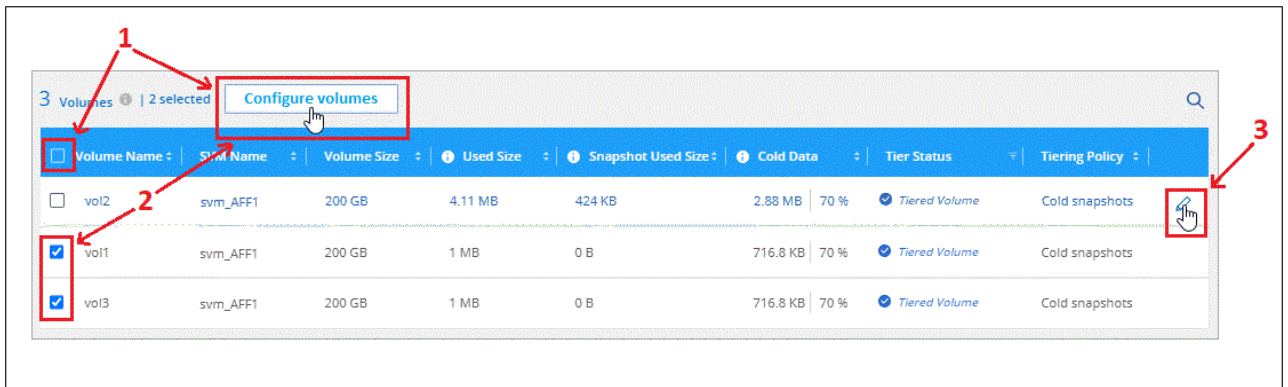 1
3 Volumes | 2 selected Configure volumes
3
Volume Name SVM Name Volume Size Used Size Snapshot Used Size Cold Data Tier Status Tiering Policy
2
vol2 svm_AFF1 200 GB 4.11 MB 424 KB 2.88 MB 70 % Tiered Volume Cold snapshots
vol1 svm_AFF1 200 GB 1 MB 0 B 716.8 KB 70 % Tiered Volume Cold snapshots
vol3 svm_AFF1 200 GB 1 MB 0 B 716.8 KB 70 % Tiered Volume Cold snapshots